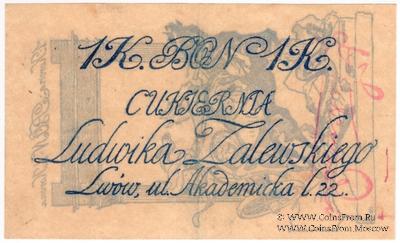 1K. BON 1K.
CUKIERNIA
Ludwika Zalewskiego
Lwów, ul. Akademicka l. 22.
www.CoinsFrom.Ru
www.CoinsFrom.Moscow